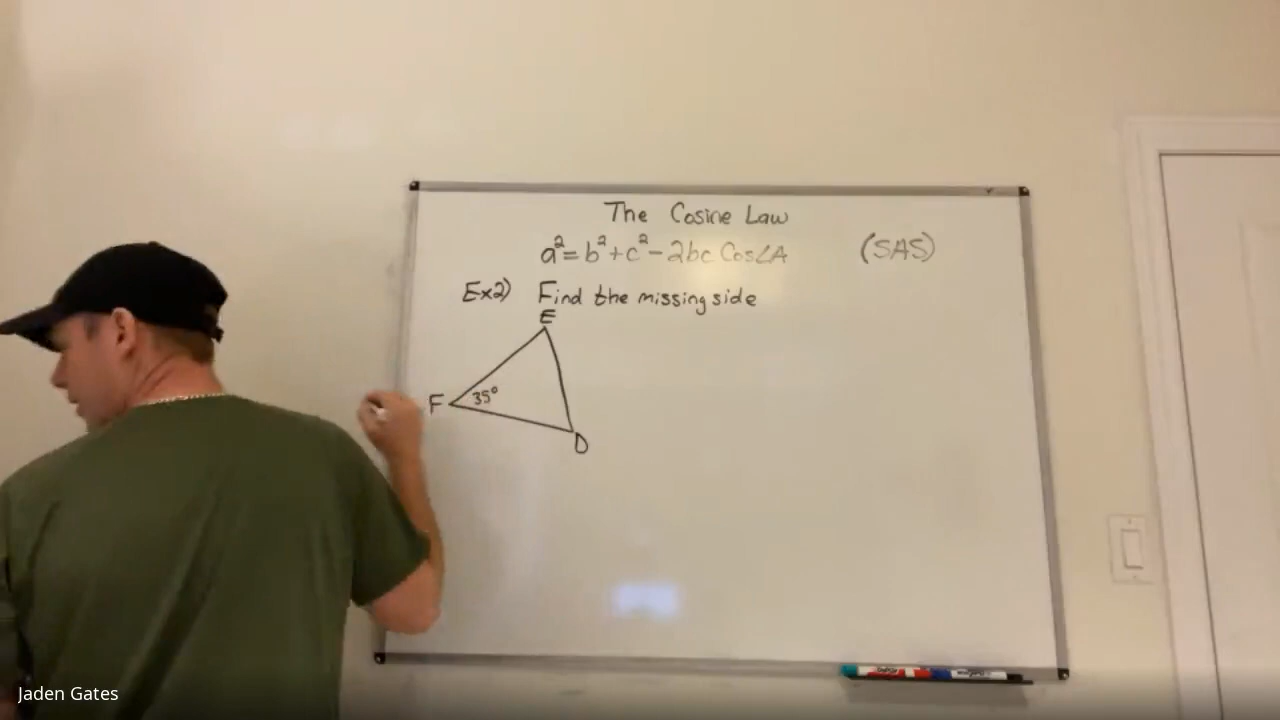 The Cosine Law
a²=b²+c²-2bc Cos∠A (SAS)
Ex2) Find the missing side
E
F 35°
D
Jaden Gates